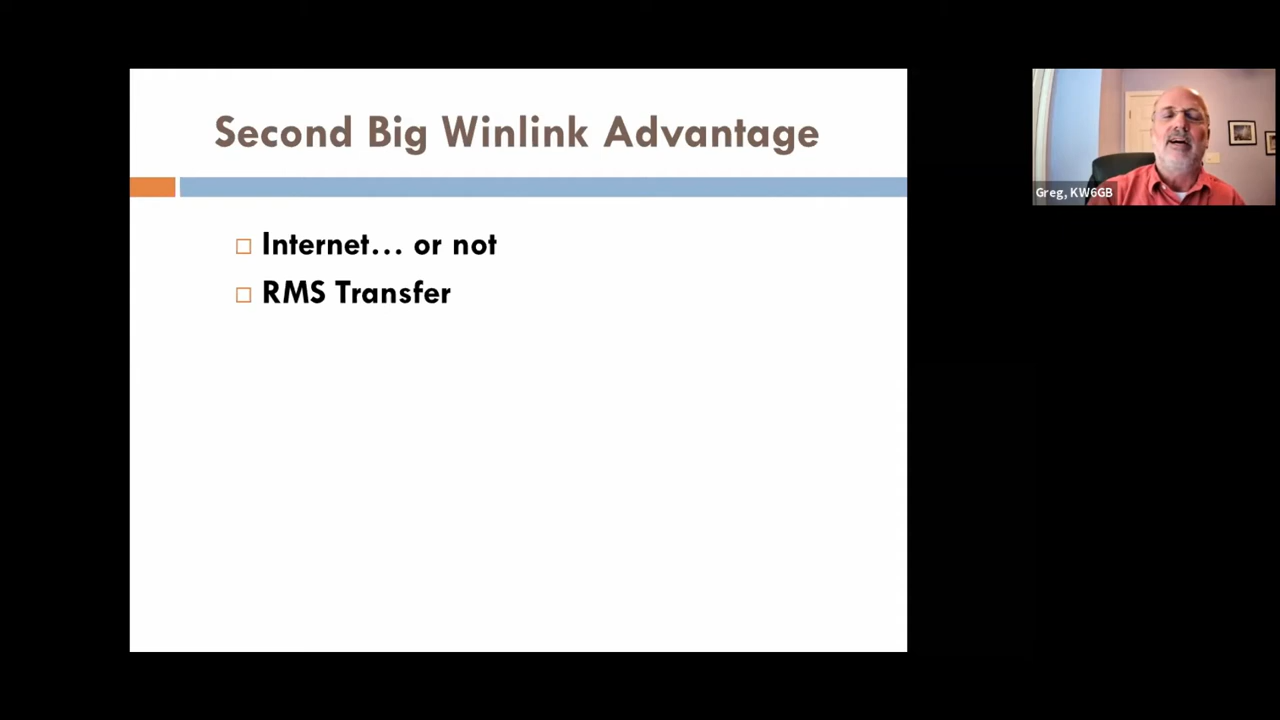 Second Big Winlink Advantage
Internet... or not
RMS Transfer
Greg, KW6GB